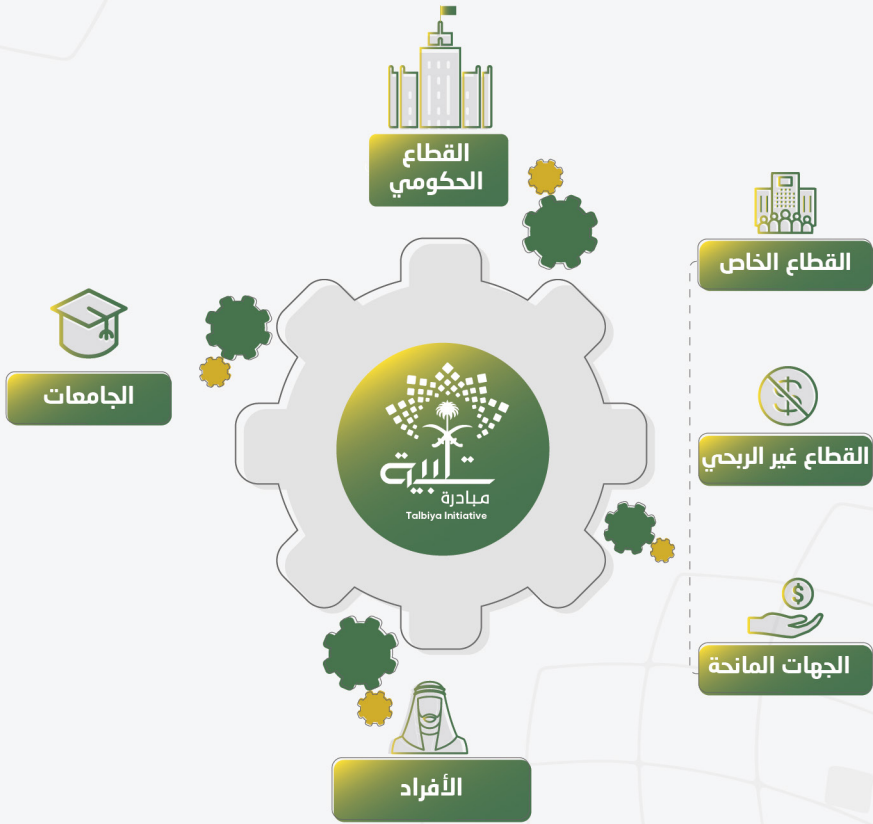 القطاع
الحكومي
القطاع الخاص
الجامعات
القطاع غير الربحي
تلبية
مبادرة
Talbiya Initiative
الجهات المانحة
الأفراد